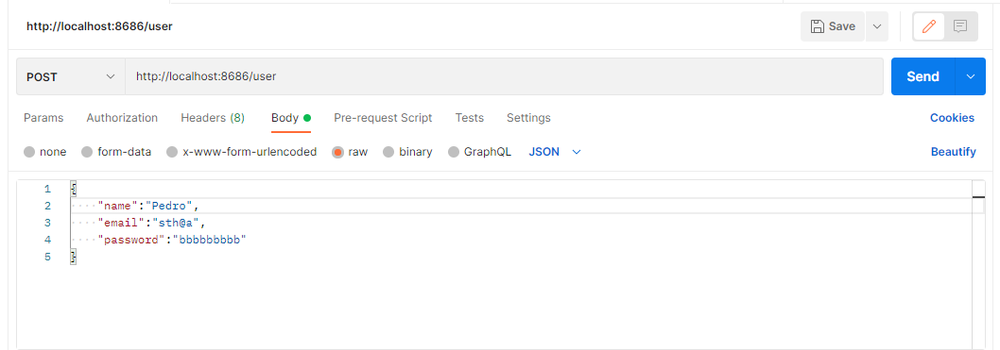 http://localhost:8686/user Save
POST http://localhost:8686/user Send
Params Authorization Headers (8) Body Pre-request Script Tests Settings Cookies
none form-data x-www-form-urlencoded raw binary GraphQL JSON Beautify
1 {
2 "name":"Pedro",
3 "email":"sth@a",
4 "password":"bbbbbbbbb"
5 }